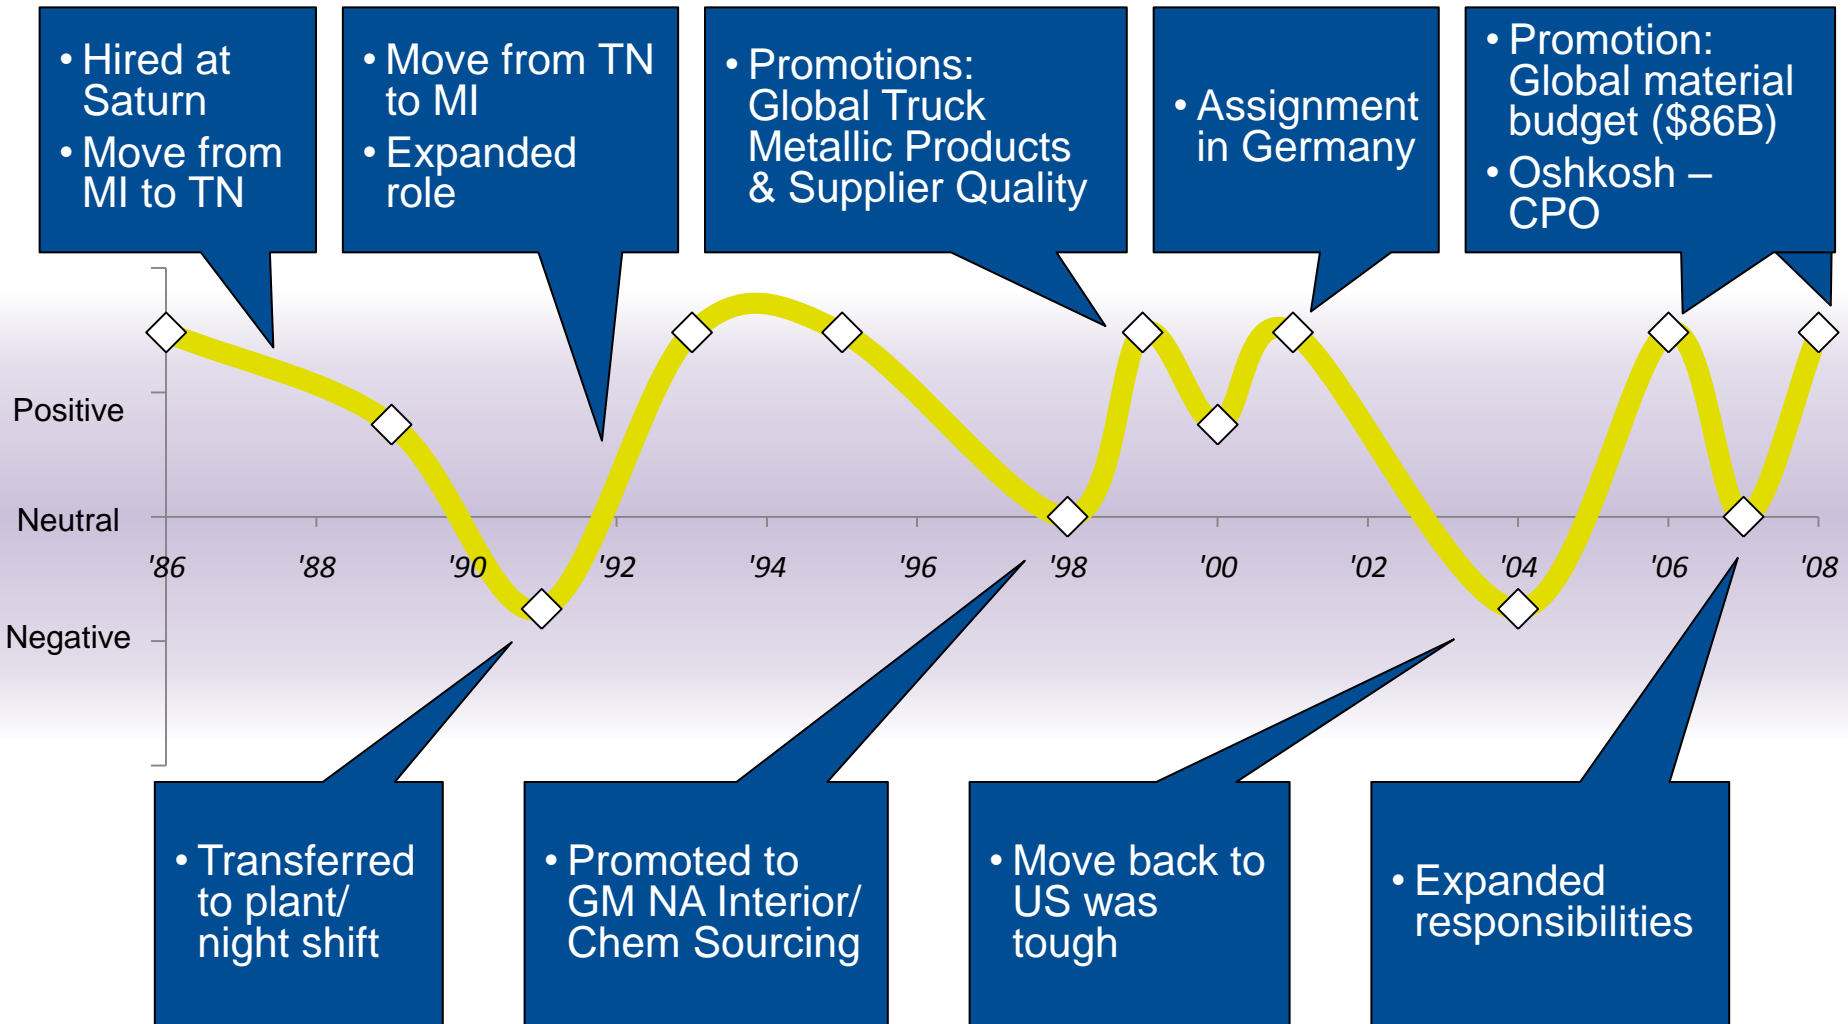 • Hired at
Saturn
• Move from
MI to TN
• Move from TN
to MI
• Expanded
role
• Promotions:
Global Truck
Metallic Products
& Supplier Quality
• Assignment
in Germany
• Promotion:
Global material
budget ($86B)
• Oshkosh –
CPO
Positive
Neutral
Negative
'86
'88
'90
'92
'94
'96
'98
'00
'02
'04
'06
'08
• Transferred
to plant/
night shift
• Promoted to
GM NA Interior/
Chem Sourcing
• Move back to
US was
tough
• Expanded
responsibilities